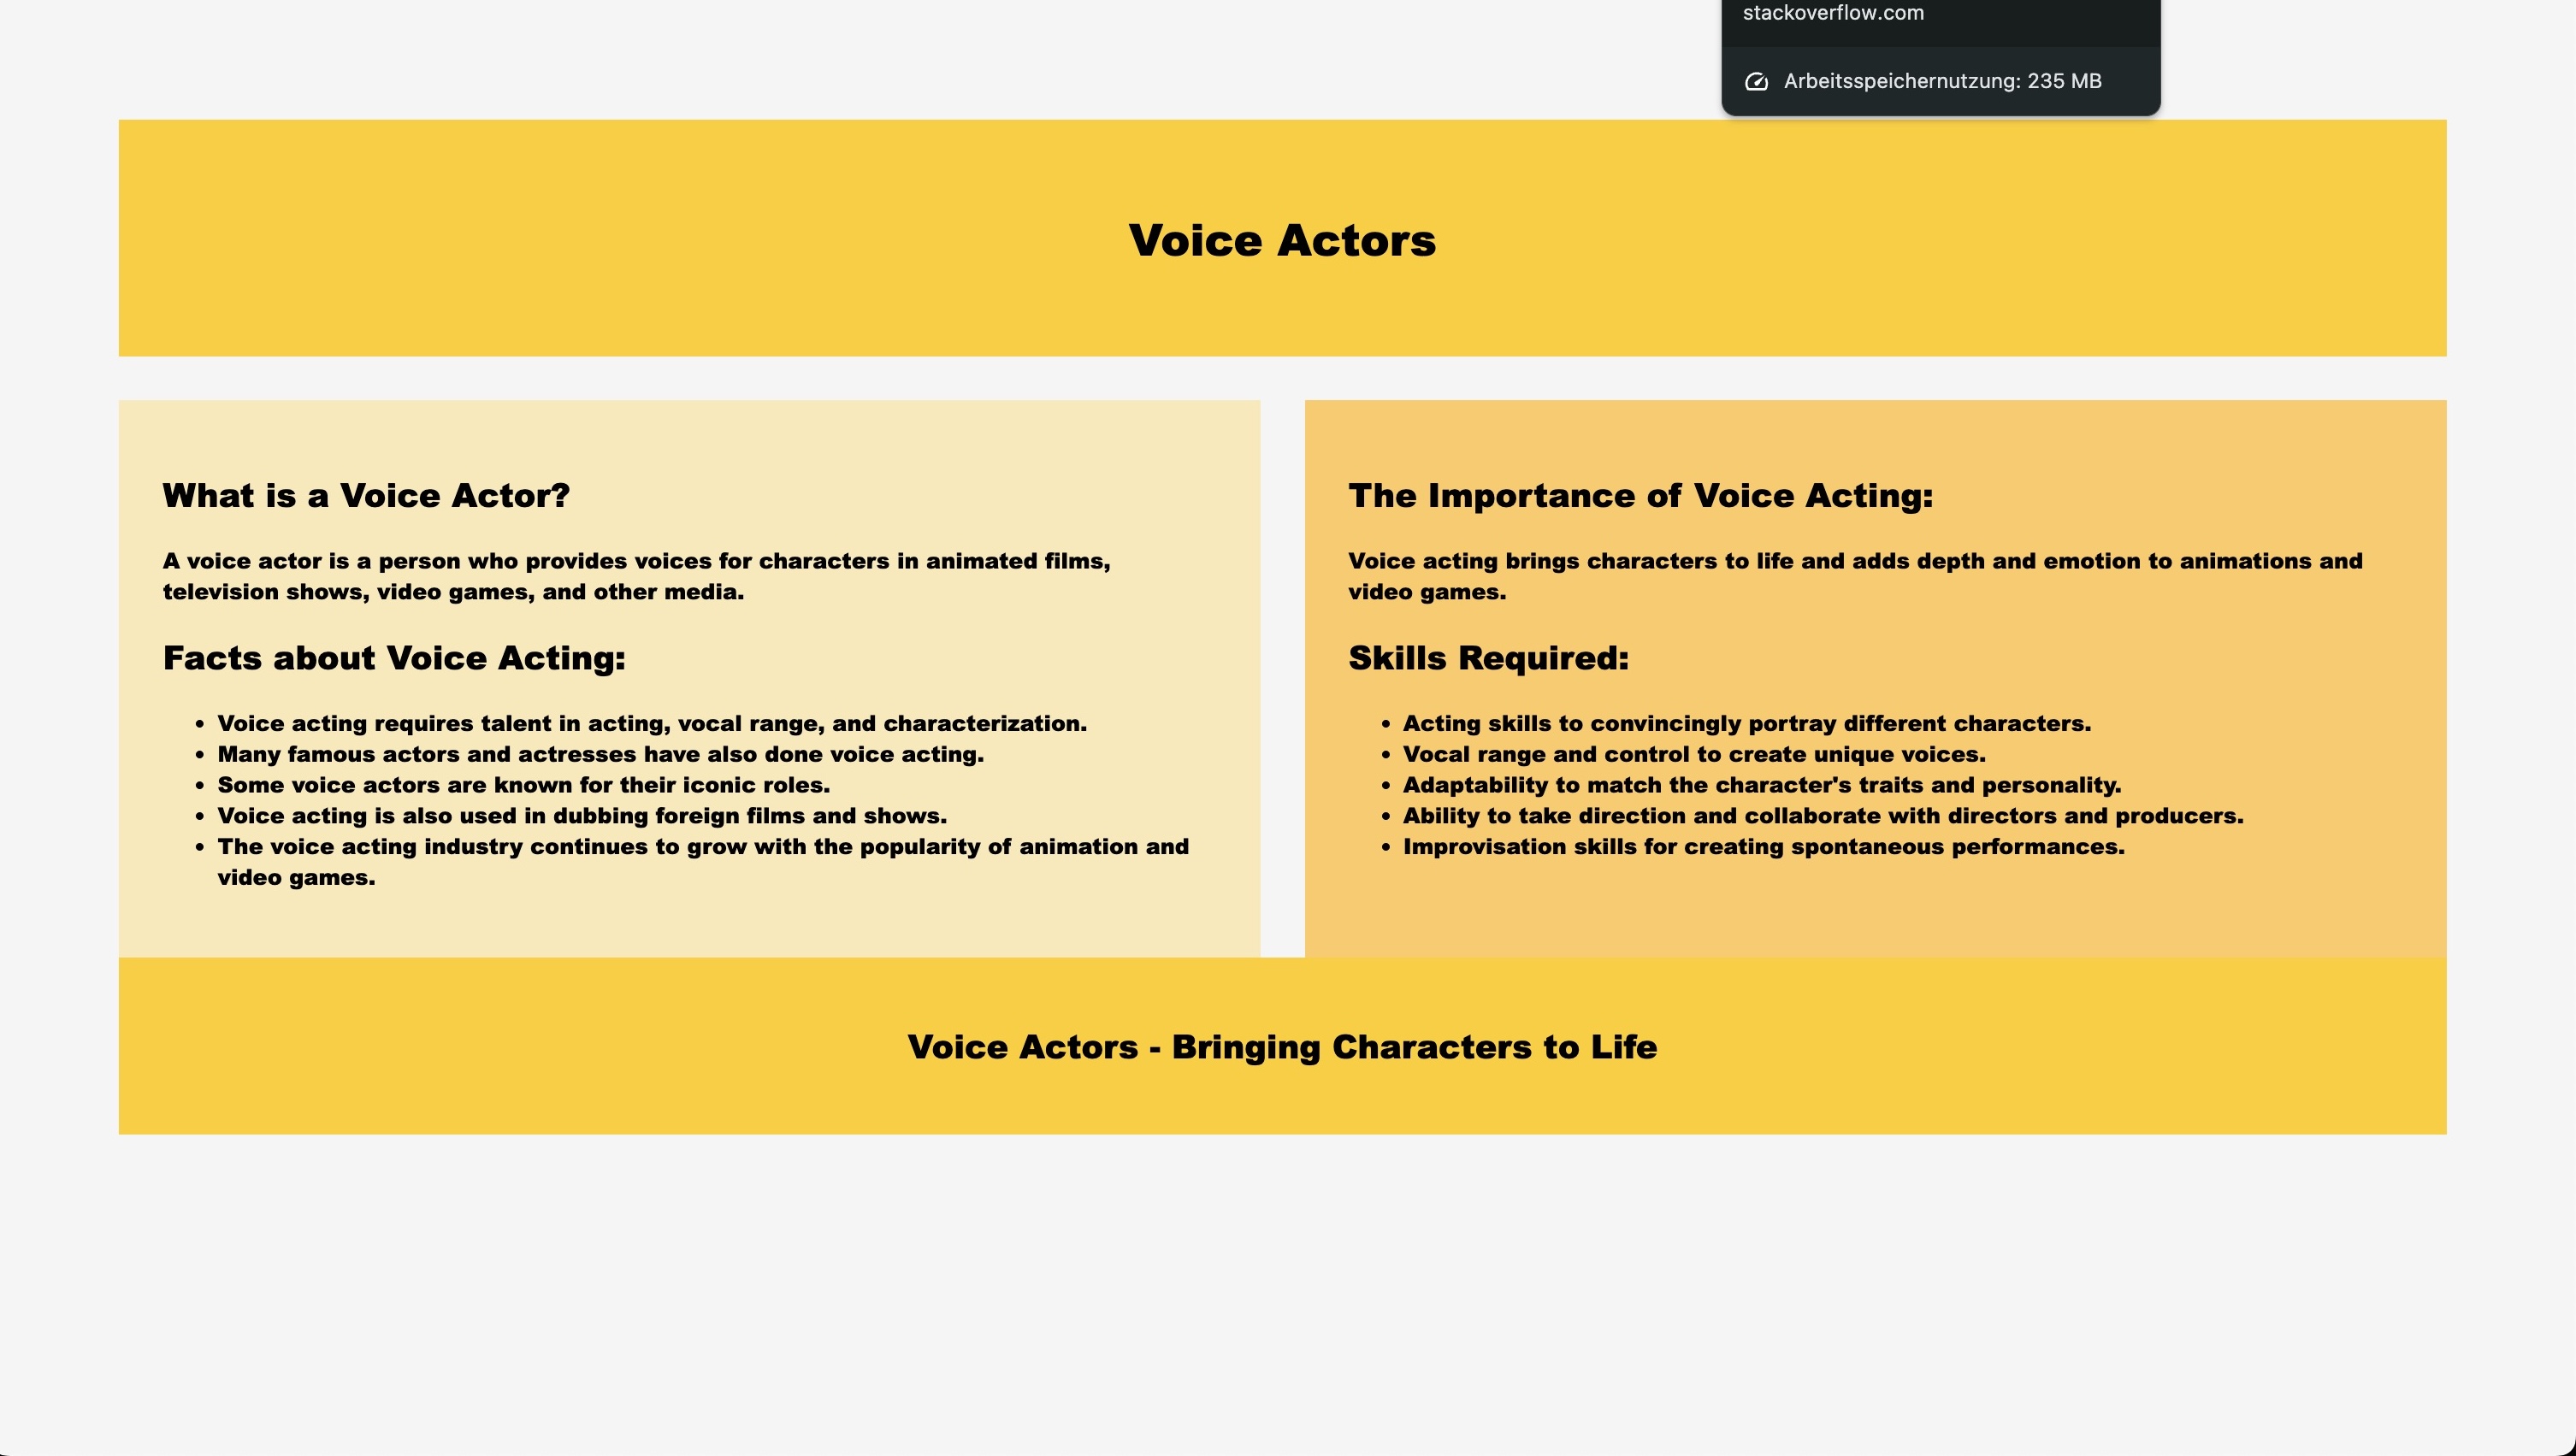 stackoverflow.com
Arbeitsspeichernutzung: 235 MB
Voice Actors
What is a Voice Actor?
A voice actor is a person who provides voices for characters in animated films,
television shows, video games, and other media.
Facts about Voice Acting:
• Voice acting requires talent in acting, vocal range, and characterization.
• Many famous actors and actresses have also done voice acting.
• Some voice actors are known for their iconic roles.
• Voice acting is also used in dubbing foreign films and shows.
• The voice acting industry continues to grow with the popularity of animation and
video games.
The Importance of Voice Acting:
Voice acting brings characters to life and adds depth and emotion to animations and
video games.
Skills Required:
• Acting skills to convincingly portray different characters.
• Vocal range and control to create unique voices.
• Adaptability to match the character's traits and personality.
• Ability to take direction and collaborate with directors and producers.
• Improvisation skills for creating spontaneous performances.
Voice Actors - Bringing Characters to Life